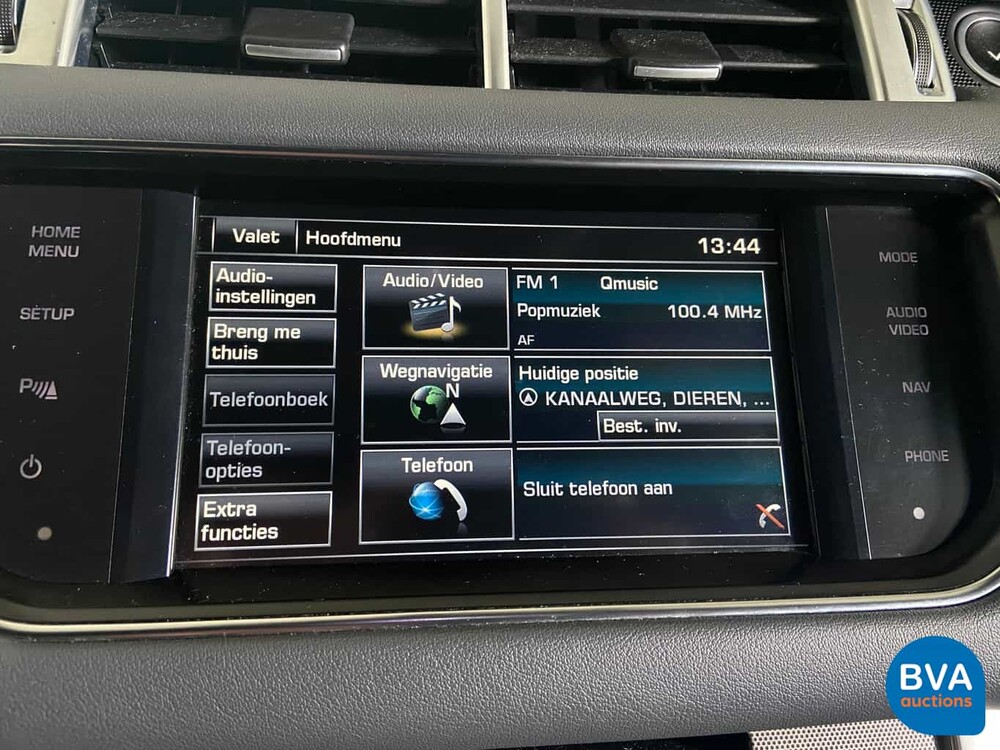 HOME
MENU
SETUP
P
Valet
Hoofdmenu
13:44
Audio-
instellingen
Breng me
thuis
Telefoonboek
Telefoon-
opties
Extra
functies
Audio/Video
FM 1 Qmusic
Popmuziek 100.4 MHz
AF
Wegnavigatie
N
Huidige positie
KANAALWEG, DIEREN, ...
Best. inv.
Telefoon
Sluit telefoon aan
MODE
AUDIO
VIDEO
NAV
PHONE
BVA
auctions